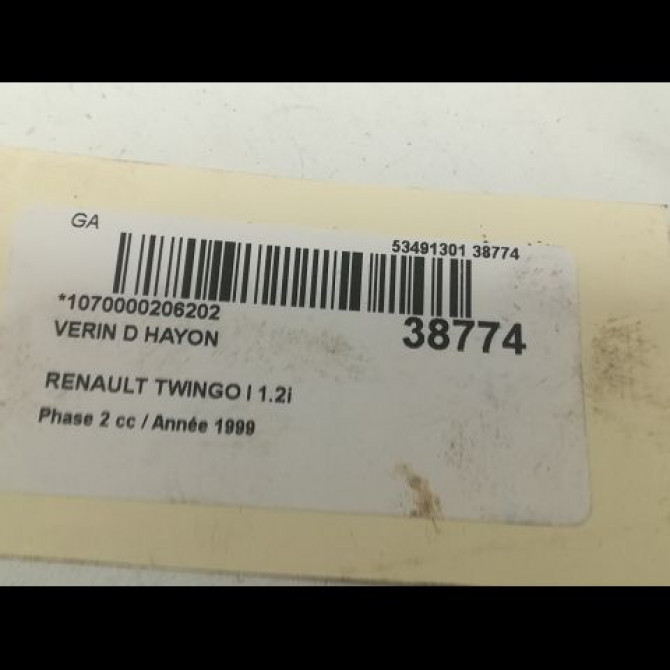 GA
53491301 38774
*1070000206202
38774
VERIN D HAYON
RENAULT TWINGO I 1.2i
Phase 2 cc / Année 1999